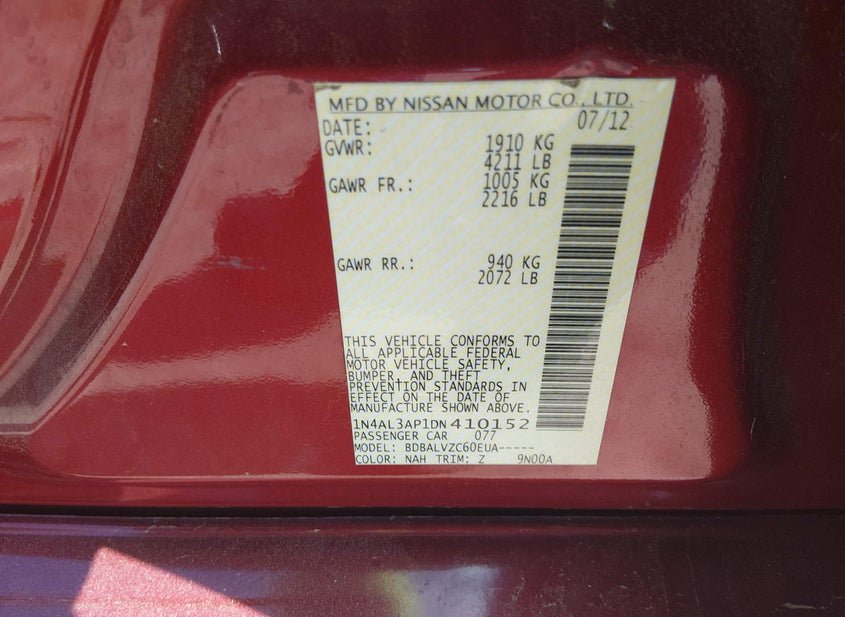 MFD BY NISSAN MOTOR CO., LTD.
DATE: 07/12
GVWR: 1910 KG
4211 LB
GAWR FR.: 1005 KG
2216 LB
GAWR RR.: 940 KG
2072 LB
THIS VEHICLE CONFORMS TO
ALL APPLICABLE FEDERAL
MOTOR VEHICLE SAFETY,
BUMPER, AND THEFT
PREVENTION STANDARDS IN
EFFECT ON THE DATE OF
MANUFACTURE SHOWN ABOVE.
1N4AL3AP1DN410152
PASSENGER CAR 077
MODEL: BDBALVZC60EUA-----
COLOR: NAH TRIM: Z 9N00A